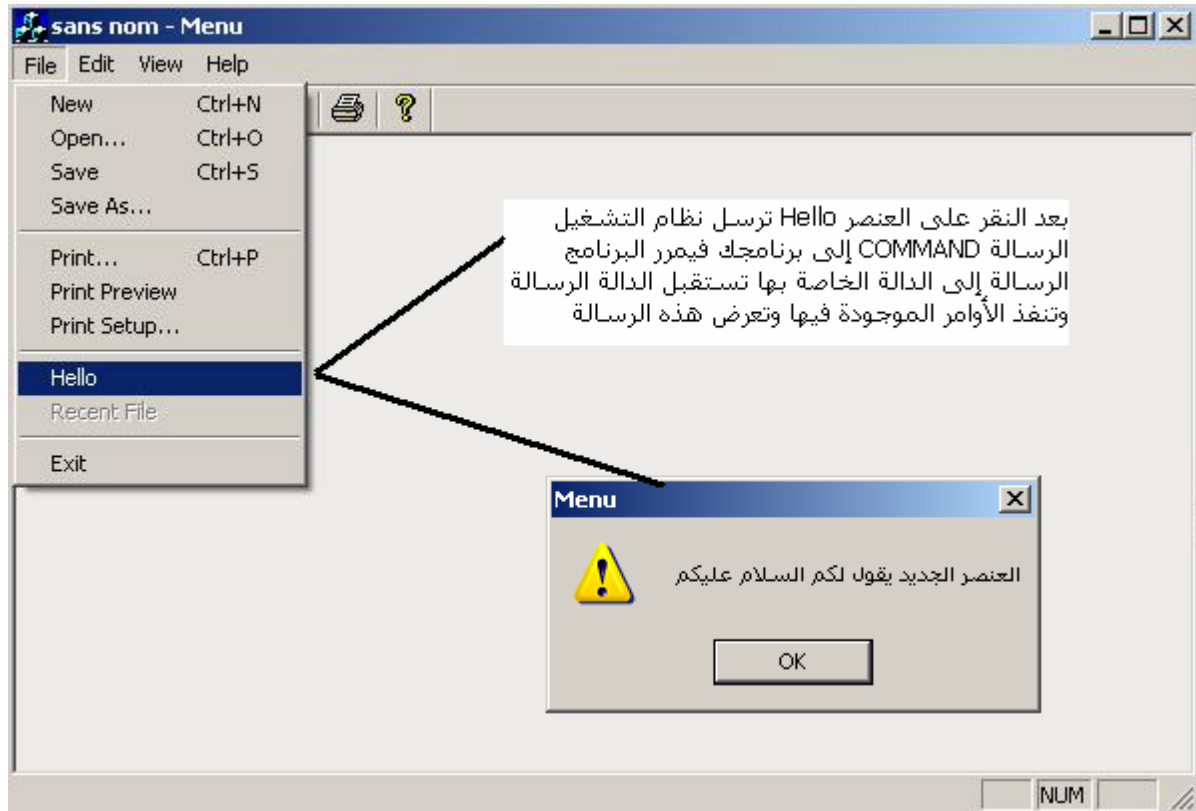 sans nom - Menu
File Edit View Help
New Ctrl+N
Open... Ctrl+O
Save Ctrl+S
Save As...
Print... Ctrl+P
Print Preview
Print Setup...
Hello
Recent File
Exit
بعد النقر على العنصر Hello ترسل نظام التشغيل
الرسالة COMMAND إلى برنامجك فيمرر البرنامج
الرسالة إلى الدالة الخاصة بها تستقبل الدالة الرسالة
وتنفذ الأوامر الموجودة فيها وتعرض هذه الرسالة
Menu
العنصر الجديد يقول لكم السلام عليكم
OK
NUM